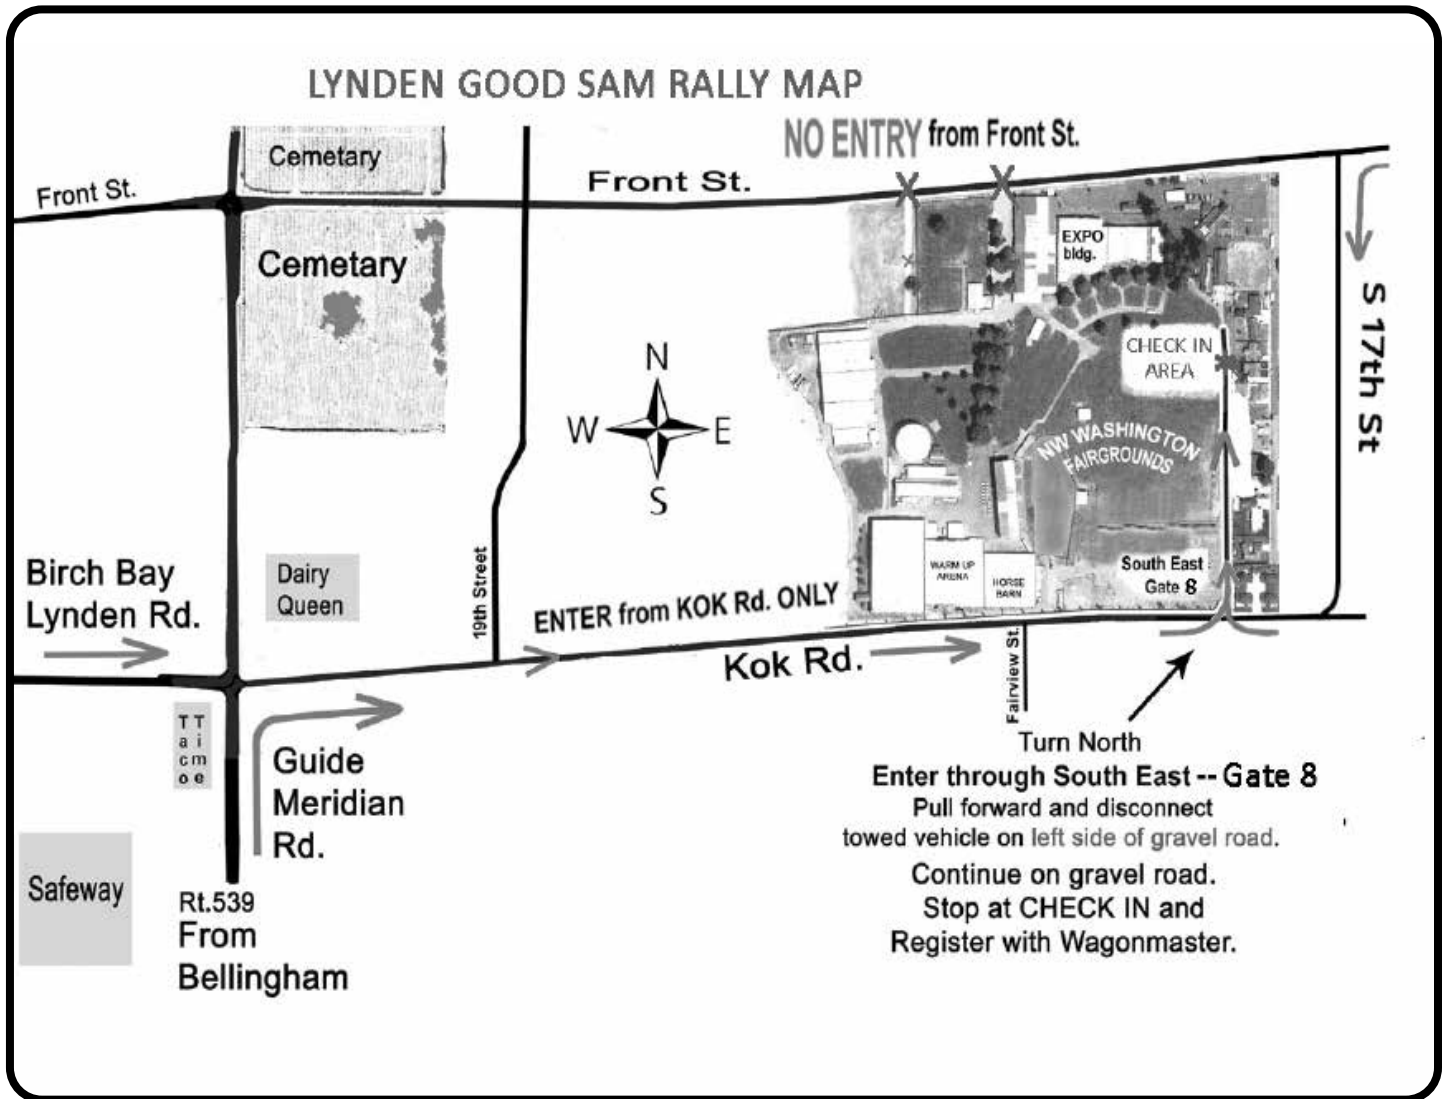 LYNDEN GOOD SAM RALLY MAP
NO ENTRY from Front St.
Cemetary
Front St.
Front St.
Cemetary
EXPO
bldg.
S 17th St
CHECK IN
AREA
N
W E
S
NW WASHINGTON
FAIRGROUNDS
Birch Bay
Lynden Rd.
Dairy
Queen
19th Street
ENTER from KOK Rd. ONLY
WARM UP
ARENA
HORSE
BARN
South East
Gate 8
Kok Rd.
Fairview St.
Taco
Time
Guide
Meridian
Rd.
Turn North
Enter through South East -- Gate 8
Pull forward and disconnect
towed vehicle on left side of gravel road.
Continue on gravel road.
Stop at CHECK IN and
Register with Wagonmaster.
Safeway
Rt.539
From
Bellingham